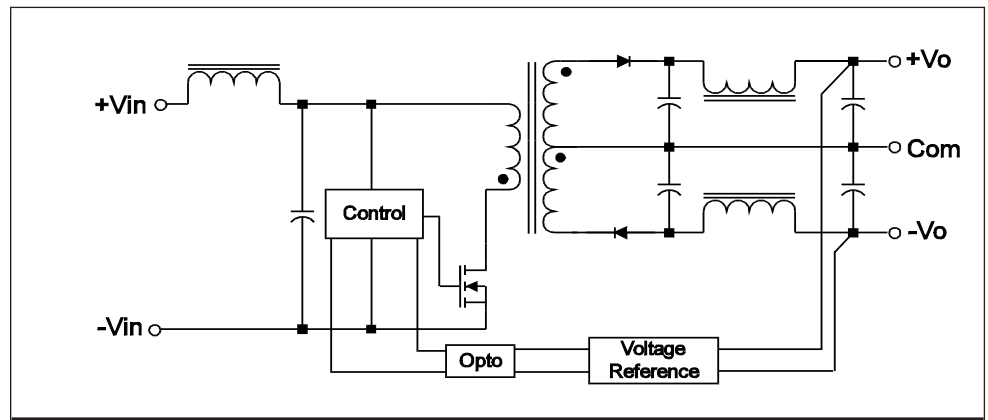 +Vin
+Vo
Com
Control
-Vo
-Vin
Opto
Voltage
Reference